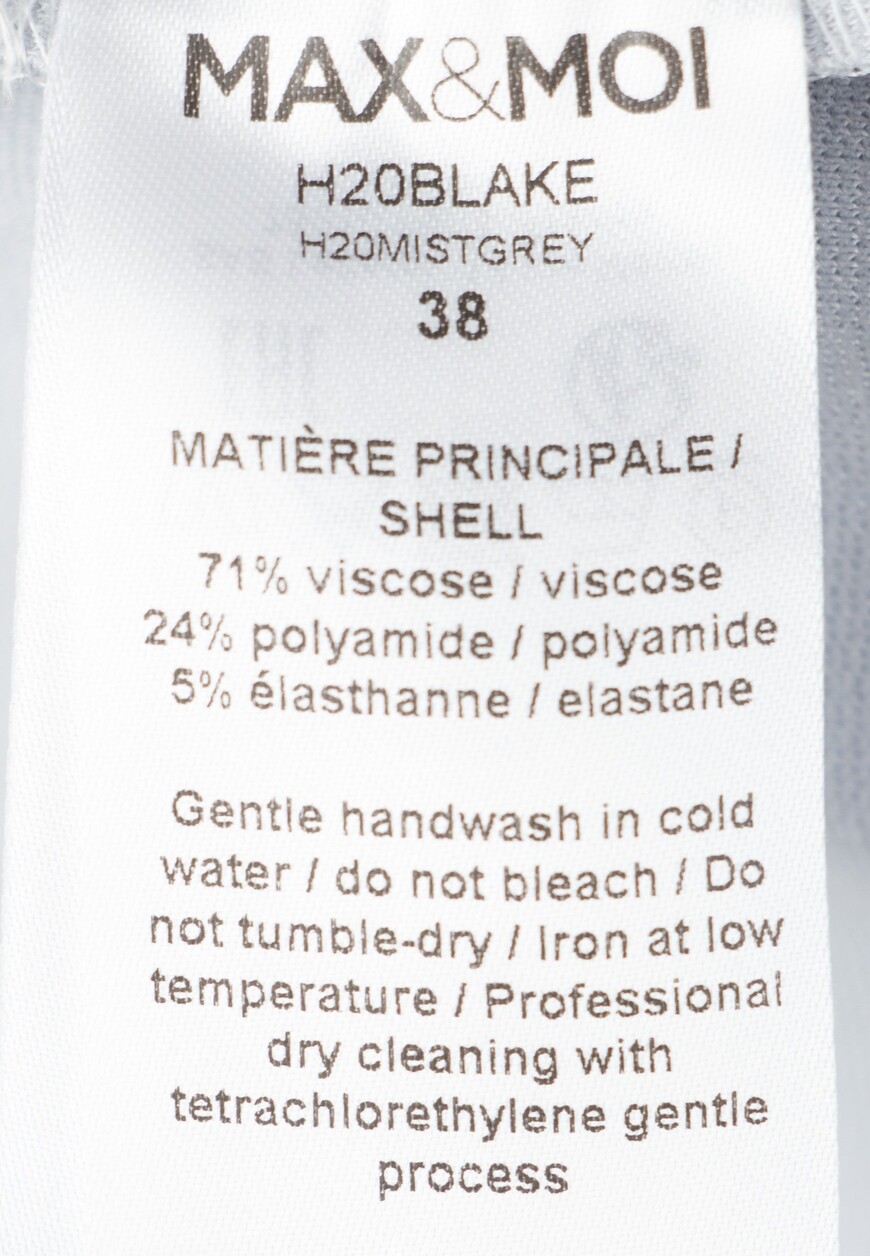 MAX&MOI
H20BLAKE
H20MISTGREY
38
MATIÈRE PRINCIPALE /
SHELL
71% viscose / viscose
24% polyamide / polyamide
5% élasthanne / elastane
Gentle handwash in cold
water / do not bleach / Do
not tumble-dry / Iron at low
temperature / Professional
dry cleaning with
tetrachlorethylene gentle
process